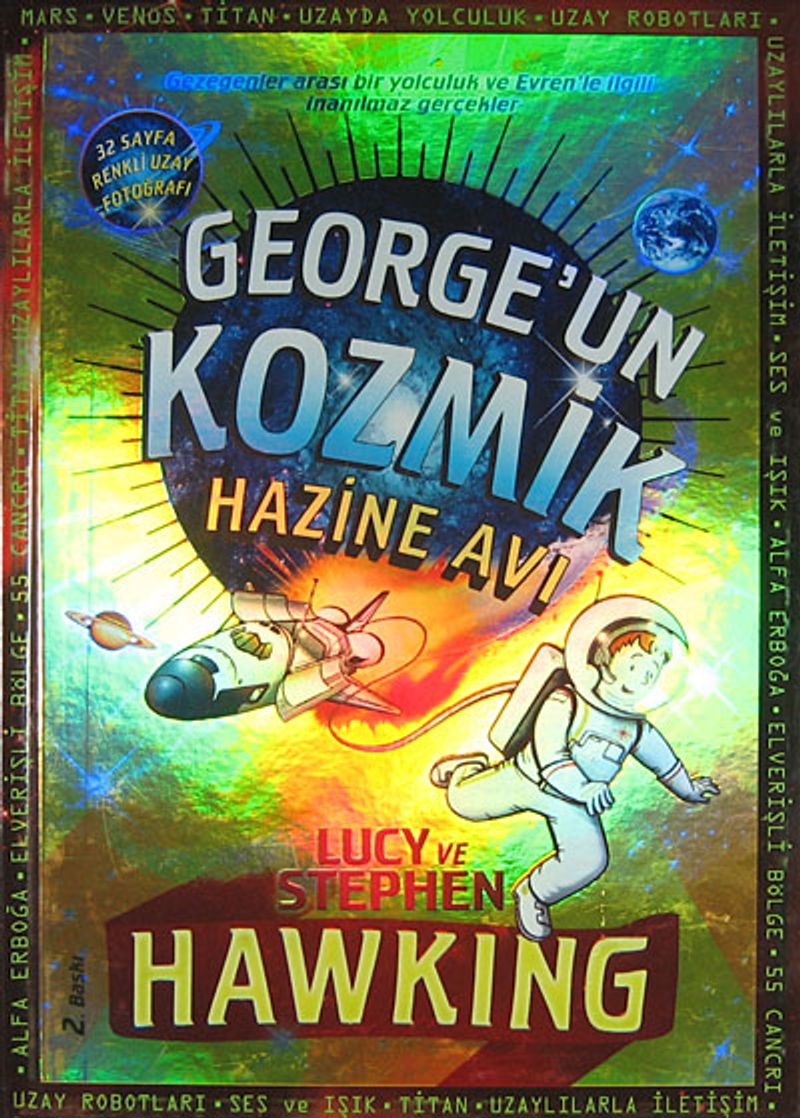 MARS • VENÜS • TİTAN • UZAYDA YOLCULUK • UZAY ROBOTLARI •
UZAYLILARLA İLETİŞİM • SES ve IŞIK • ALFA ERBOĞA • ELVERİŞLİ BÖLGE • 55 CANCRI •
Gezegenler arası bir yolculuk ve Evren'le ilgili
inanılmaz gerçekler
32 SAYFA
RENKLİ UZAY
FOTOĞRAFI
GEORGE'UN
KOZMİK
HAZİNE AVI
LUCY VE
STEPHEN
HAWKING
2. Baskı
• ALFA ERBOĞA • ELVERİŞLİ BÖLGE • 55 CANCRI • TİTAN • UZAYLILARLA İLETİŞİM •
UZAY ROBOTLARI • SES ve IŞIK • TİTAN • UZAYLILARLA İLETİŞİM •